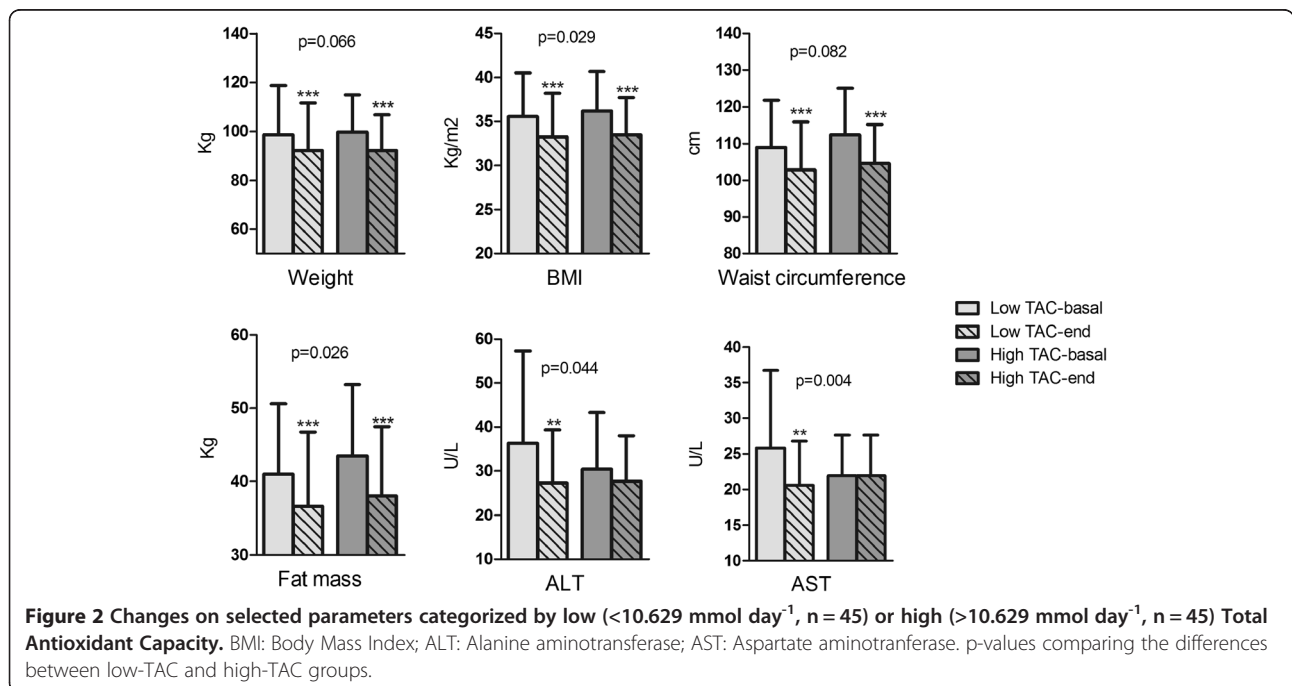 140
120
100
80
60
Kg
p=0.066
***
***
Weight
45
40
35
30
25
20
Kg/m2
p=0.029
***
***
BMI
130
120
110
100
90
80
cm
p=0.082
***
***
Waist circumference
60
50
40
30
Kg
p=0.026
***
***
Fat mass
60
50
40
30
20
10
U/L
p=0.044
**
ALT
40
35
30
25
20
15
10
U/L
p=0.004
**
AST
Low TAC-basal
Low TAC-end
High TAC-basal
High TAC-end
Figure 2 Changes on selected parameters categorized by low (<10.629 mmol day⁻¹, n = 45) or high (>10.629 mmol day⁻¹, n = 45) Total
Antioxidant Capacity. BMI: Body Mass Index; ALT: Alanine aminotransferase; AST: Aspartate aminotranferase. p-values comparing the differences
between low-TAC and high-TAC groups.